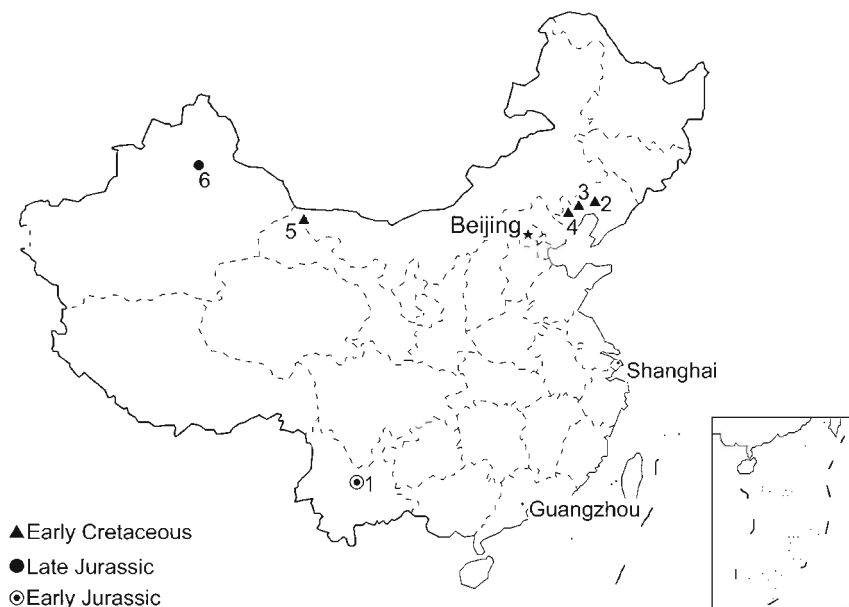 6
3
2
Beijing
4
5
Shanghai
1
Guangzhou
Early Cretaceous
Late Jurassic
Early Jurassic